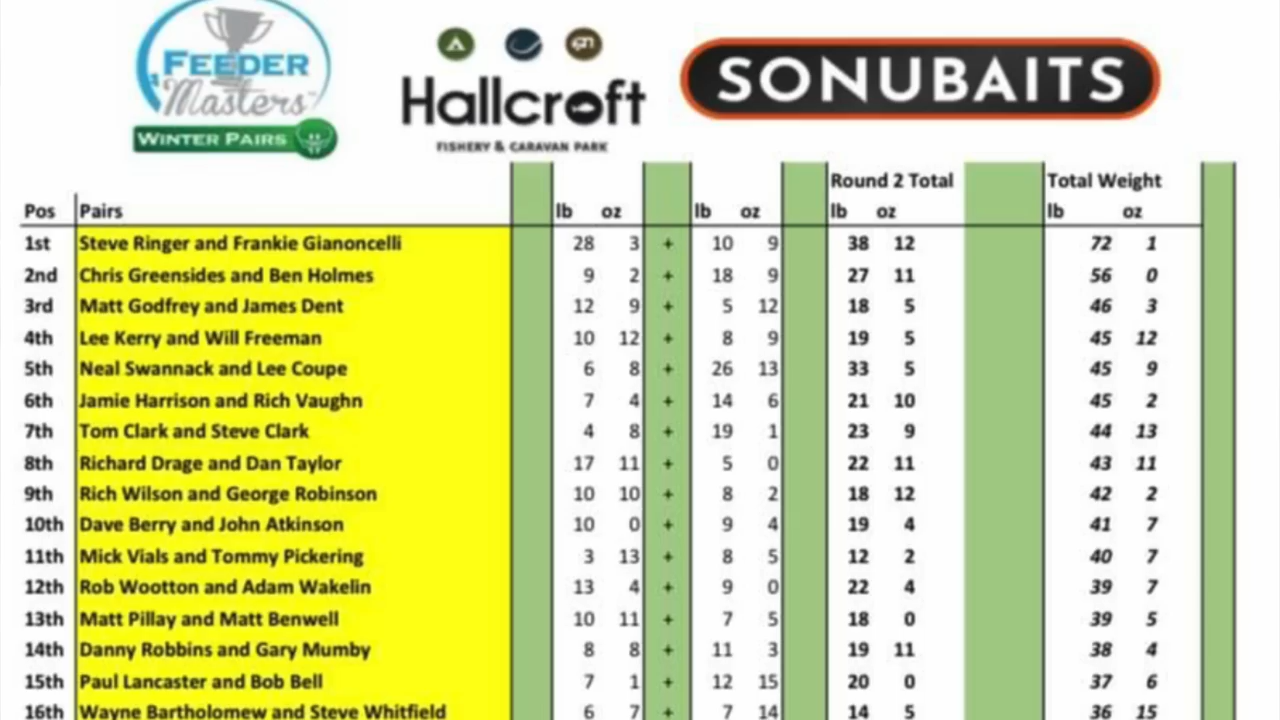 FEEDER
Masters™
WINTER PAIRS
Hallcroft
FISHERY & CARAVAN PARK
SONUBAITS
Round 2 Total Total Weight
Pos Pairs lb oz lb oz lb oz lb oz
1st Steve Ringer and Frankie Gianoncelli 28 3 + 10 9 38 12 72 1
2nd Chris Greensides and Ben Holmes 9 2 + 18 9 27 11 56 0
3rd Matt Godfrey and James Dent 12 9 + 5 12 18 5 46 3
4th Lee Kerry and Will Freeman 10 12 + 8 9 19 5 45 12
5th Neal Swannack and Lee Coupe 6 8 + 26 13 33 5 45 9
6th Jamie Harrison and Rich Vaughn 7 4 + 14 6 21 10 45 2
7th Tom Clark and Steve Clark 4 8 + 19 1 23 9 44 13
8th Richard Drage and Dan Taylor 17 11 + 5 0 22 11 43 11
9th Rich Wilson and George Robinson 10 10 + 8 2 18 12 42 2
10th Dave Berry and John Atkinson 10 0 + 9 4 19 4 41 7
11th Mick Vials and Tommy Pickering 3 13 + 8 5 12 2 40 7
12th Rob Wootton and Adam Wakelin 13 4 + 9 0 22 4 39 7
13th Matt Pillay and Matt Benwell 10 11 + 7 5 18 0 39 5
14th Danny Robbins and Gary Mumby 8 8 + 11 3 19 11 38 4
15th Paul Lancaster and Bob Bell 7 1 + 12 15 20 0 37 6
16th Wayne Bartholomew and Steve Whitfield 6 7 + 7 14 14 5 36 15